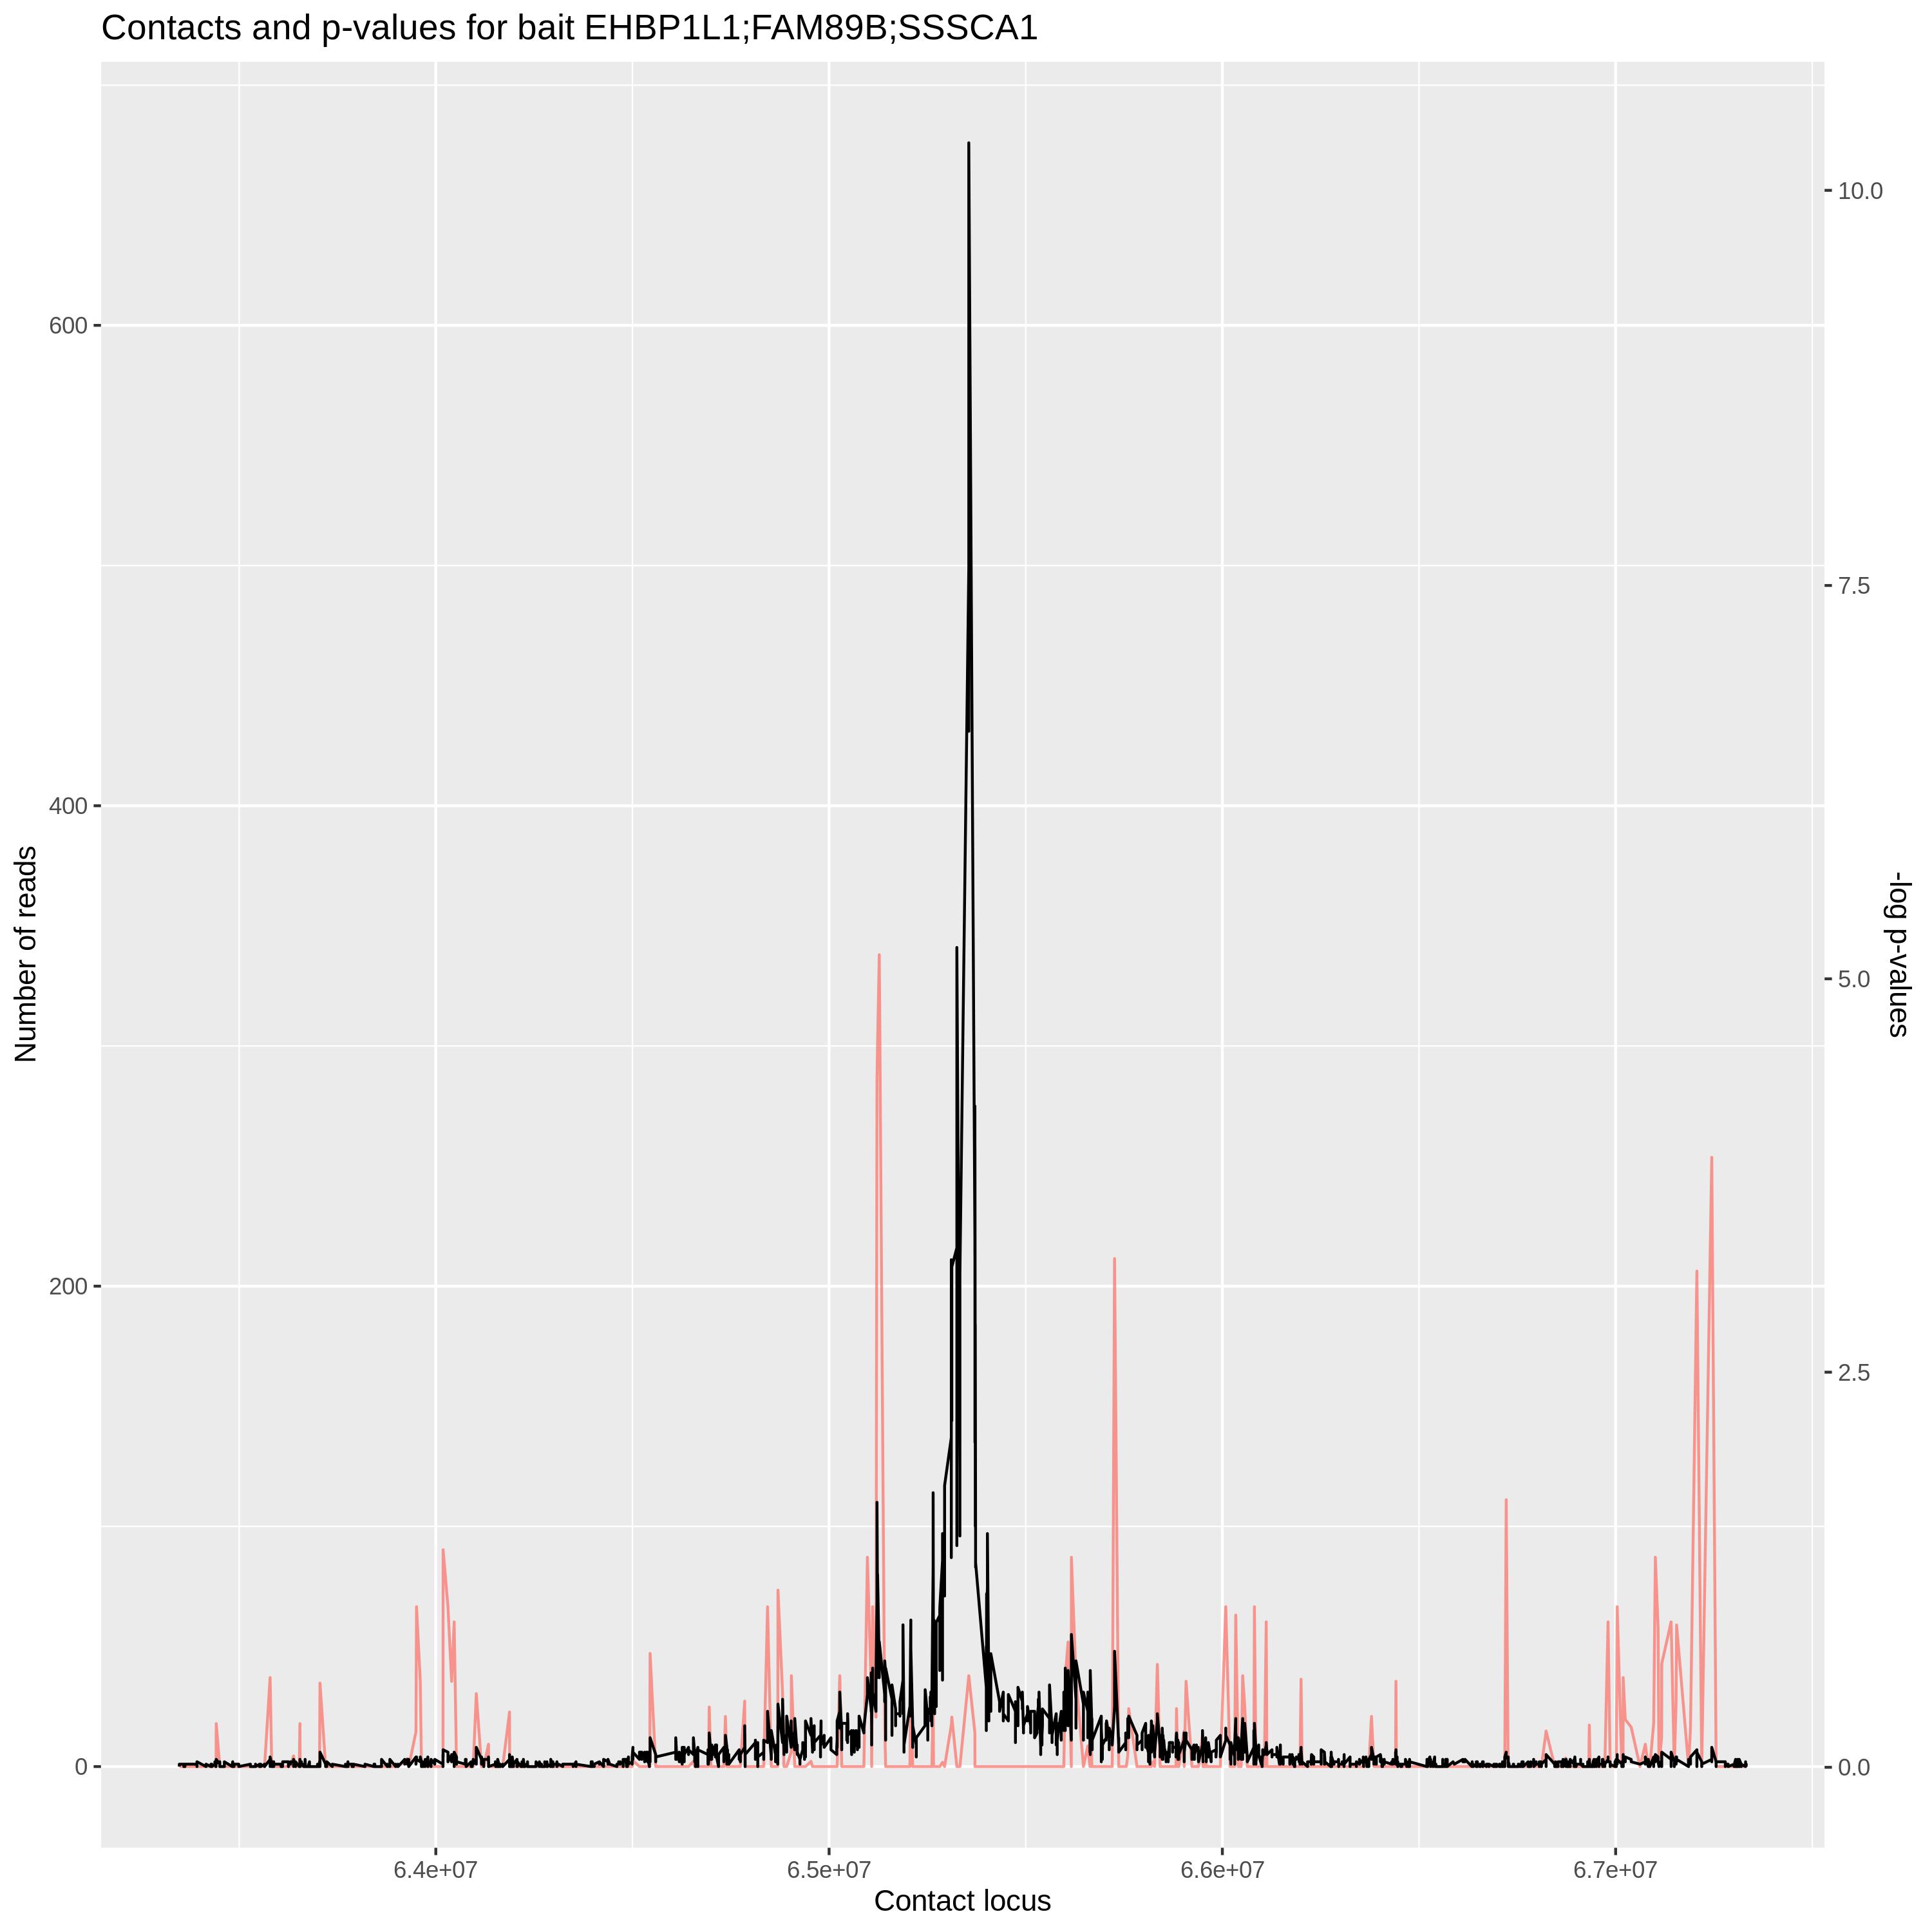 Contacts and p-values for bait EHBP1L1;FAM89B;SSSCA1
Number of reads
600
400
200
0
10.0
7.5
5.0
2.5
0.0
-log p-values
6.4e+07 6.5e+07 6.6e+07 6.7e+07
Contact locus